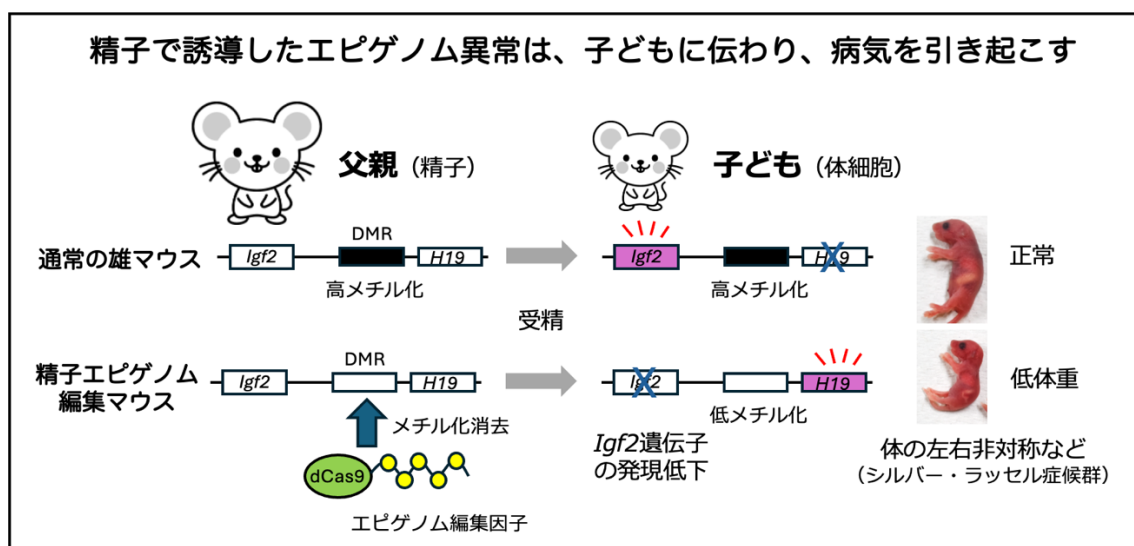 精子で誘導したエピゲノム異常は、子どもに伝わり、病気を引き起こす
父親（精子）
子ども（体細胞）
通常の雄マウス
Igf2
DMR
H19
高メチル化
受精
Igf2
H19
高メチル化
正常
精子エピゲノム
編集マウス
Igf2
DMR
H19
メチル化消去
dCas9
エピゲノム編集因子
Igf2
H19
低メチル化
Igf2遺伝子
の発現低下
低体重
体の左右非対称など
（シルバー・ラッセル症候群）